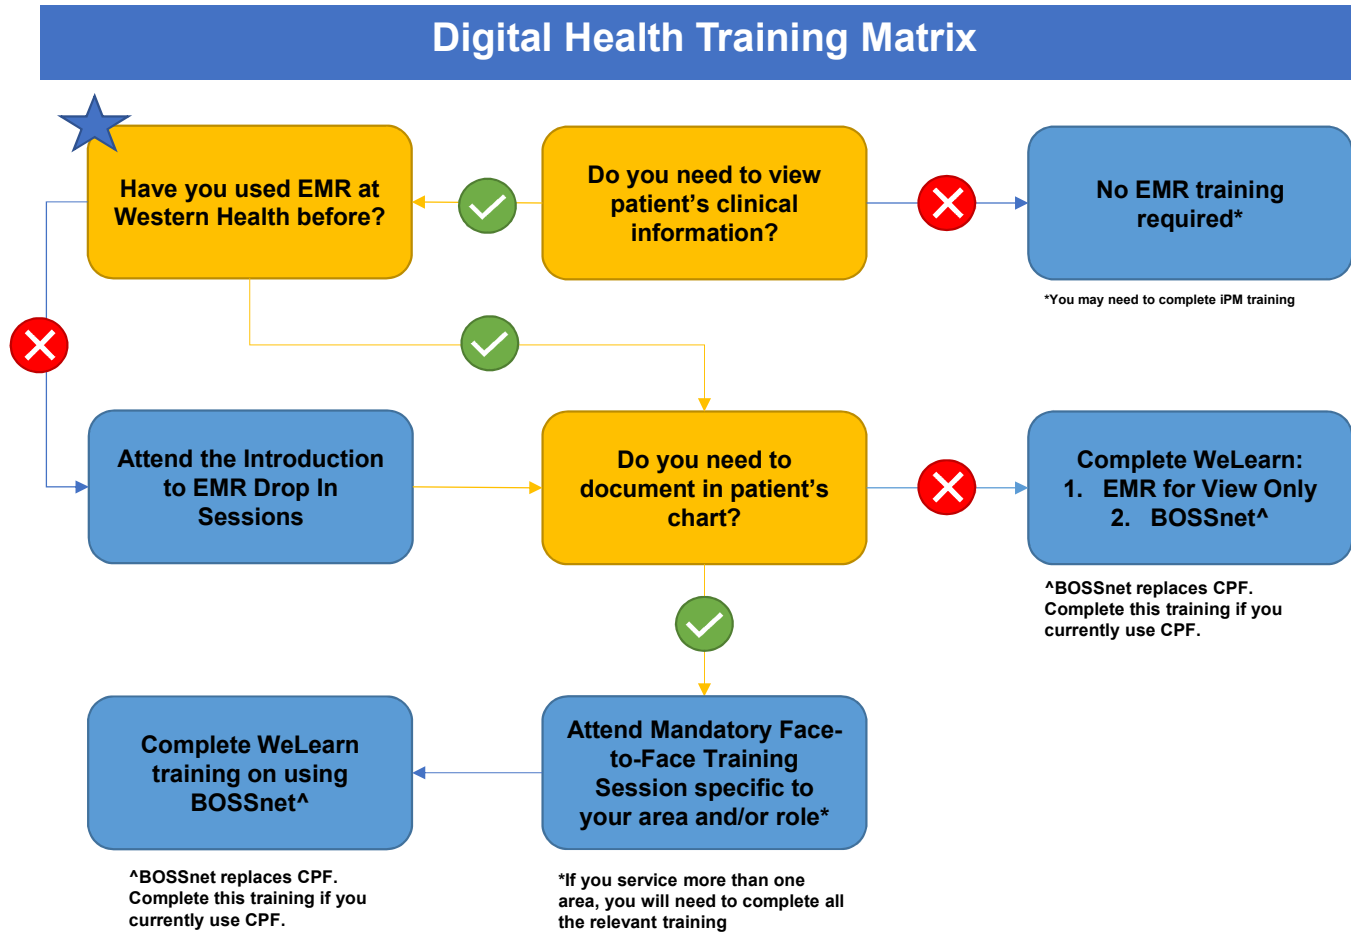 Digital Health Training Matrix
Have you used EMR at
Western Health before?
Do you need to view
patient’s clinical
information?
No EMR training
required*
*You may need to complete iPM training
Attend the Introduction
to EMR Drop In
Sessions
Do you need to
document in patient’s
chart?
Complete WeLearn:
1. EMR for View Only
2. BOSSnet^
^BOSSnet replaces CPF.
Complete this training if you
currently use CPF.
Complete WeLearn
training on using
BOSSnet^
^BOSSnet replaces CPF.
Complete this training if you
currently use CPF.
Attend Mandatory Face-
to-Face Training
Session specific to
your area and/or role*
*If you service more than one
area, you will need to complete all
the relevant training